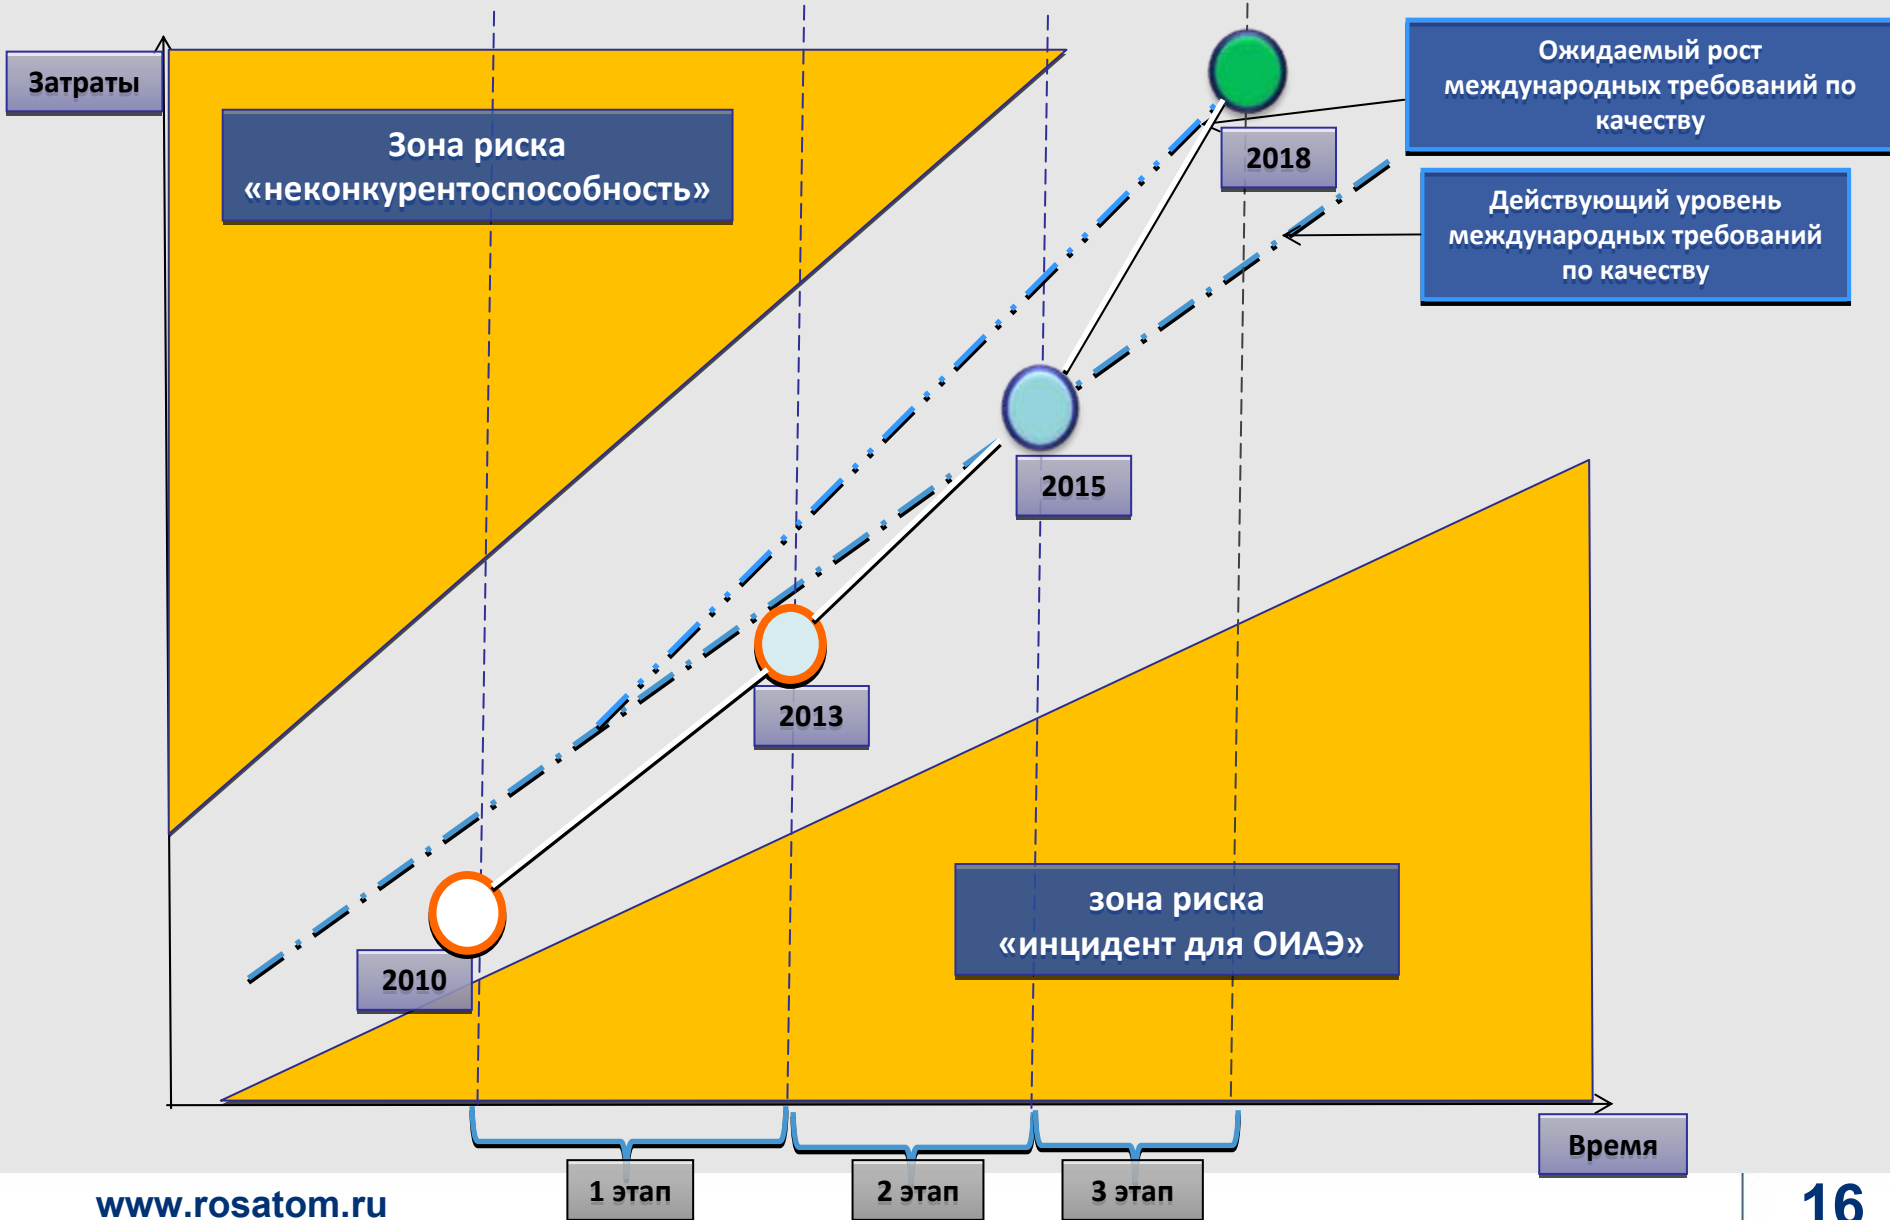 Затраты
Зона риска
«неконкурентоспособность»
Ожидаемый рост
международных требований по
качеству
2018
Действующий уровень
международных требований
по качеству
2015
2013
зона риска
«инцидент для ОИАЭ»
2010
Время
1 этап
2 этап
3 этап
www.rosatom.ru
16